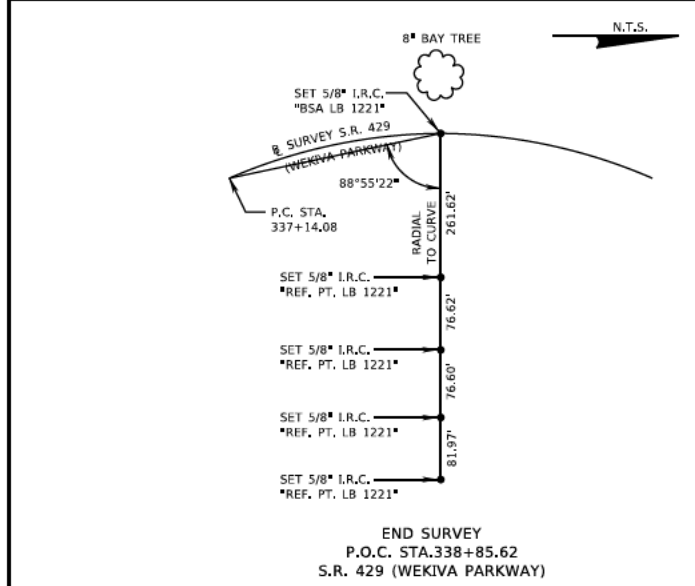 N.T.S.
8" BAY TREE
SET 5/8" I.R.C.
"BSA LB 1221"
℄ SURVEY S.R. 429
(WEKIVA PARKWAY)
88°55'22"
P.C. STA.
337+14.08
RADIAL
TO CURVE
261.62'
SET 5/8" I.R.C.
"REF. PT. LB 1221"
76.62'
SET 5/8" I.R.C.
"REF. PT. LB 1221"
76.60'
SET 5/8" I.R.C.
"REF. PT. LB 1221"
81.97'
SET 5/8" I.R.C.
"REF. PT. LB 1221"
END SURVEY
P.O.C. STA.338+85.62
S.R. 429 (WEKIVA PARKWAY)